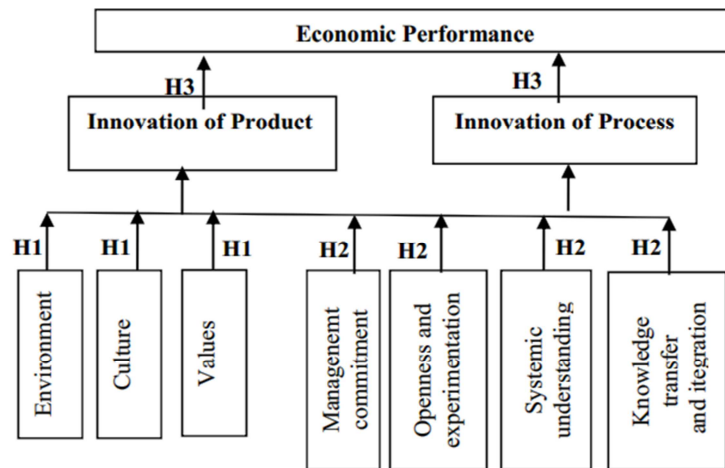 Economic Performance
H3
H3
Innovation of Product
Innovation of Process
H1
H1
H1
H2
H2
H2
H2
Environment
Culture
Values
Managenemt
commitment
Openness and
experimentation
Systemic
understanding
Knowledge
transfer
and itegration